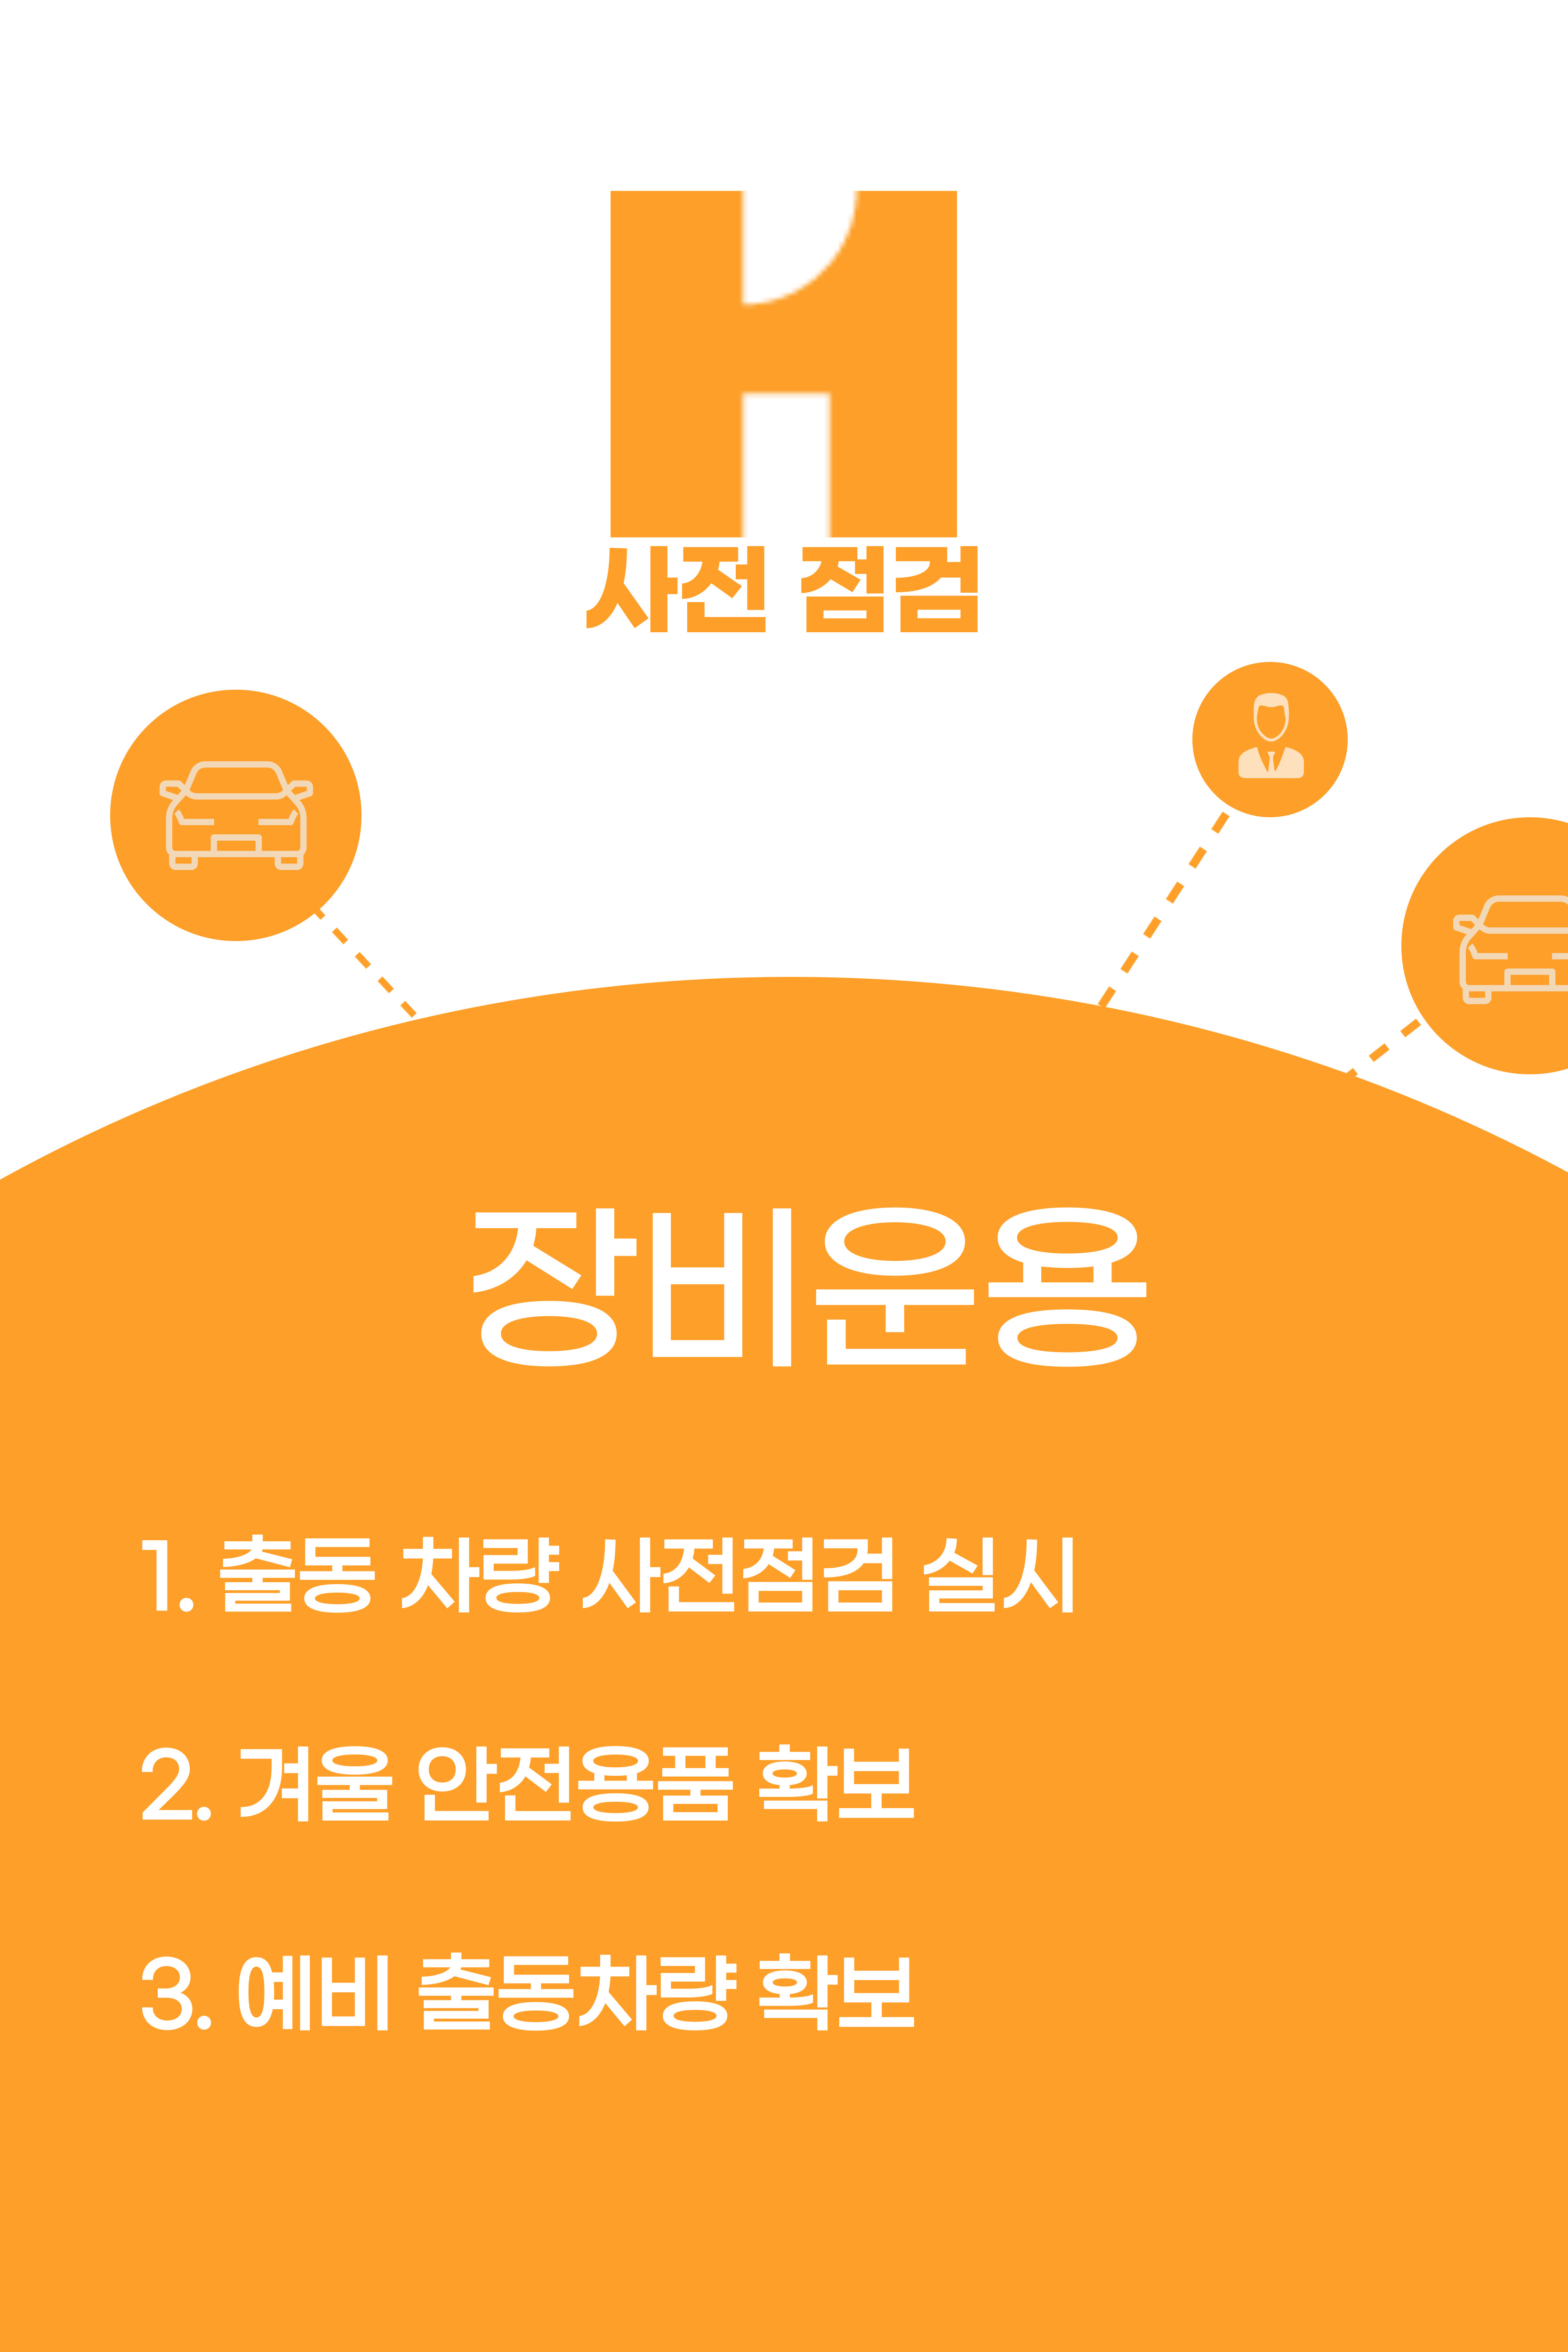 사전 점검
장비운용
1. 출동 차량 사전점검 실시
2. 겨울 안전용품 확보
3. 예비 출동차량 확보